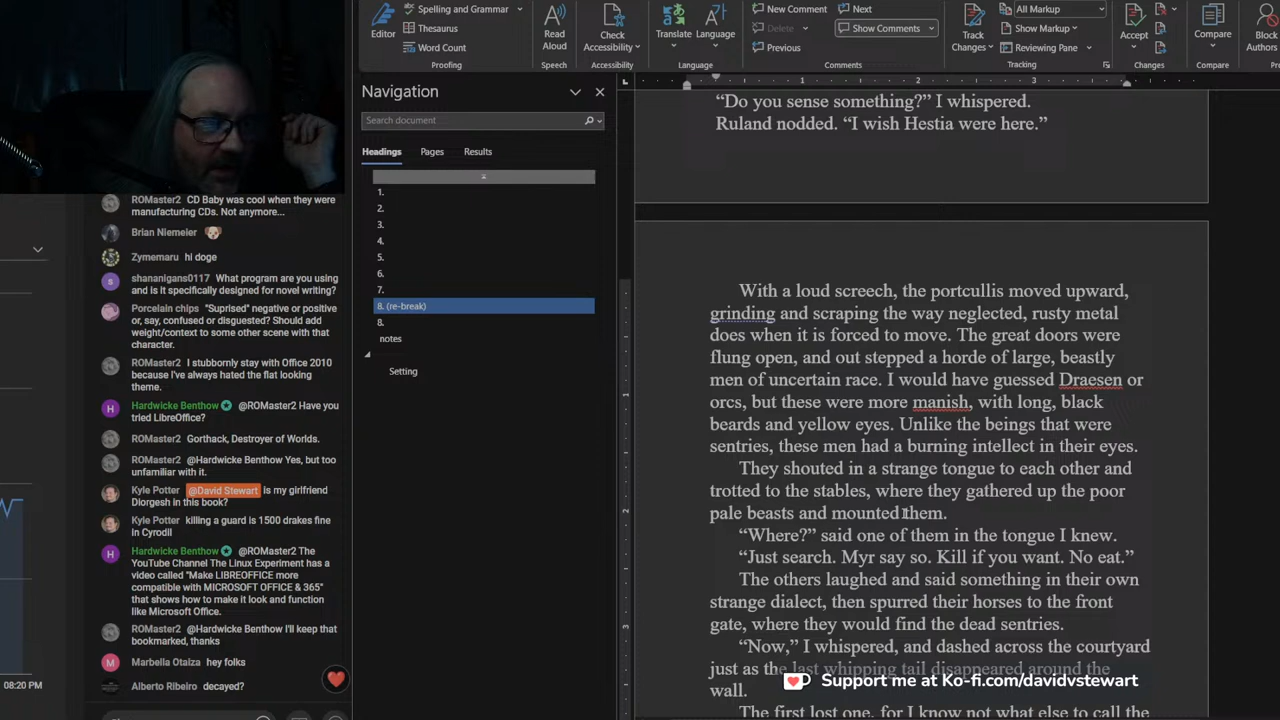 Editor
Spelling and Grammar
Thesaurus
Word Count
Proofing
Read
Aloud
Speech
Check
Accessibility
Accessibility
Translate
Language
Language
New Comment
Delete
Previous
Next
Show Comments
Comments
Track
Changes
All Markup
Show Markup
Reviewing Pane
Tracking
Accept
Changes
Compare
Compare
Block
Authors
Navigation
Search document
Headings
Pages
Results
1.
2.
3.
4.
5.
6.
7.
8. (re-break)
8.
notes
Setting
1
2
3
ROMaster2 CD Baby was cool when they were
manufacturing CDs. Not anymore...
Brian Niemeier
Zymemaru hi doge
shananigans0117 What program are you using
and is it specifically designed for novel writing?
Porcelain chips "Suprised" negative or positive
or, say, confused or disguested? Should add
weight/context to some other scene with that
character.
ROMaster2 I stubbornly stay with Office 2010
because I've always hated the flat looking
theme.
Hardwicke Benthow @ROMaster2 Have you
tried LibreOffice?
ROMaster2 Gorthack, Destroyer of Worlds.
ROMaster2 @Hardwicke Benthow Yes, but too
unfamiliar with it.
Kyle Potter @David Stewart is my girlfriend
Diorgesh in this book?
Kyle Potter killing a guard is 1500 drakes fine
in Cyrodil
Hardwicke Benthow @ROMaster2 The
YouTube Channel The Linux Experiment has a
video called "Make LIBREOFFICE more
compatible with MICROSOFT OFFICE & 365"
that shows how to make it look and function
like Microsoft Office.
ROMaster2 @Hardwicke Benthow I'll keep that
bookmarked, thanks
Marbella Otaiza hey folks
Alberto Ribeiro decayed?
08:20 PM
“Do you sense something?” I whispered.
Ruland nodded. “I wish Hestia were here.”
With a loud screech, the portcullis moved upward,
grinding and scraping the way neglected, rusty metal
does when it is forced to move. The great doors were
flung open, and out stepped a horde of large, beastly
men of uncertain race. I would have guessed Draesen or
orcs, but these were more manish, with long, black
beards and yellow eyes. Unlike the beings that were
sentries, these men had a burning intellect in their eyes.
They shouted in a strange tongue to each other and
trotted to the stables, where they gathered up the poor
pale beasts and mounted them.
“Where?” said one of them in the tongue I knew.
“Just search. Myr say so. Kill if you want. No eat.”
The others laughed and said something in their own
strange dialect, then spurred their horses to the front
gate, where they would find the dead sentries.
“Now,” I whispered, and dashed across the courtyard
just as the last whipping tail disappeared around the
wall.
The first lost one, for I know not what else to call the
Support me at Ko-fi.com/davidvstewart